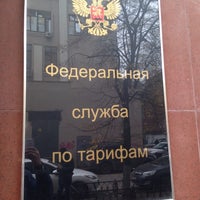 Федеральная
служба
по тарифам